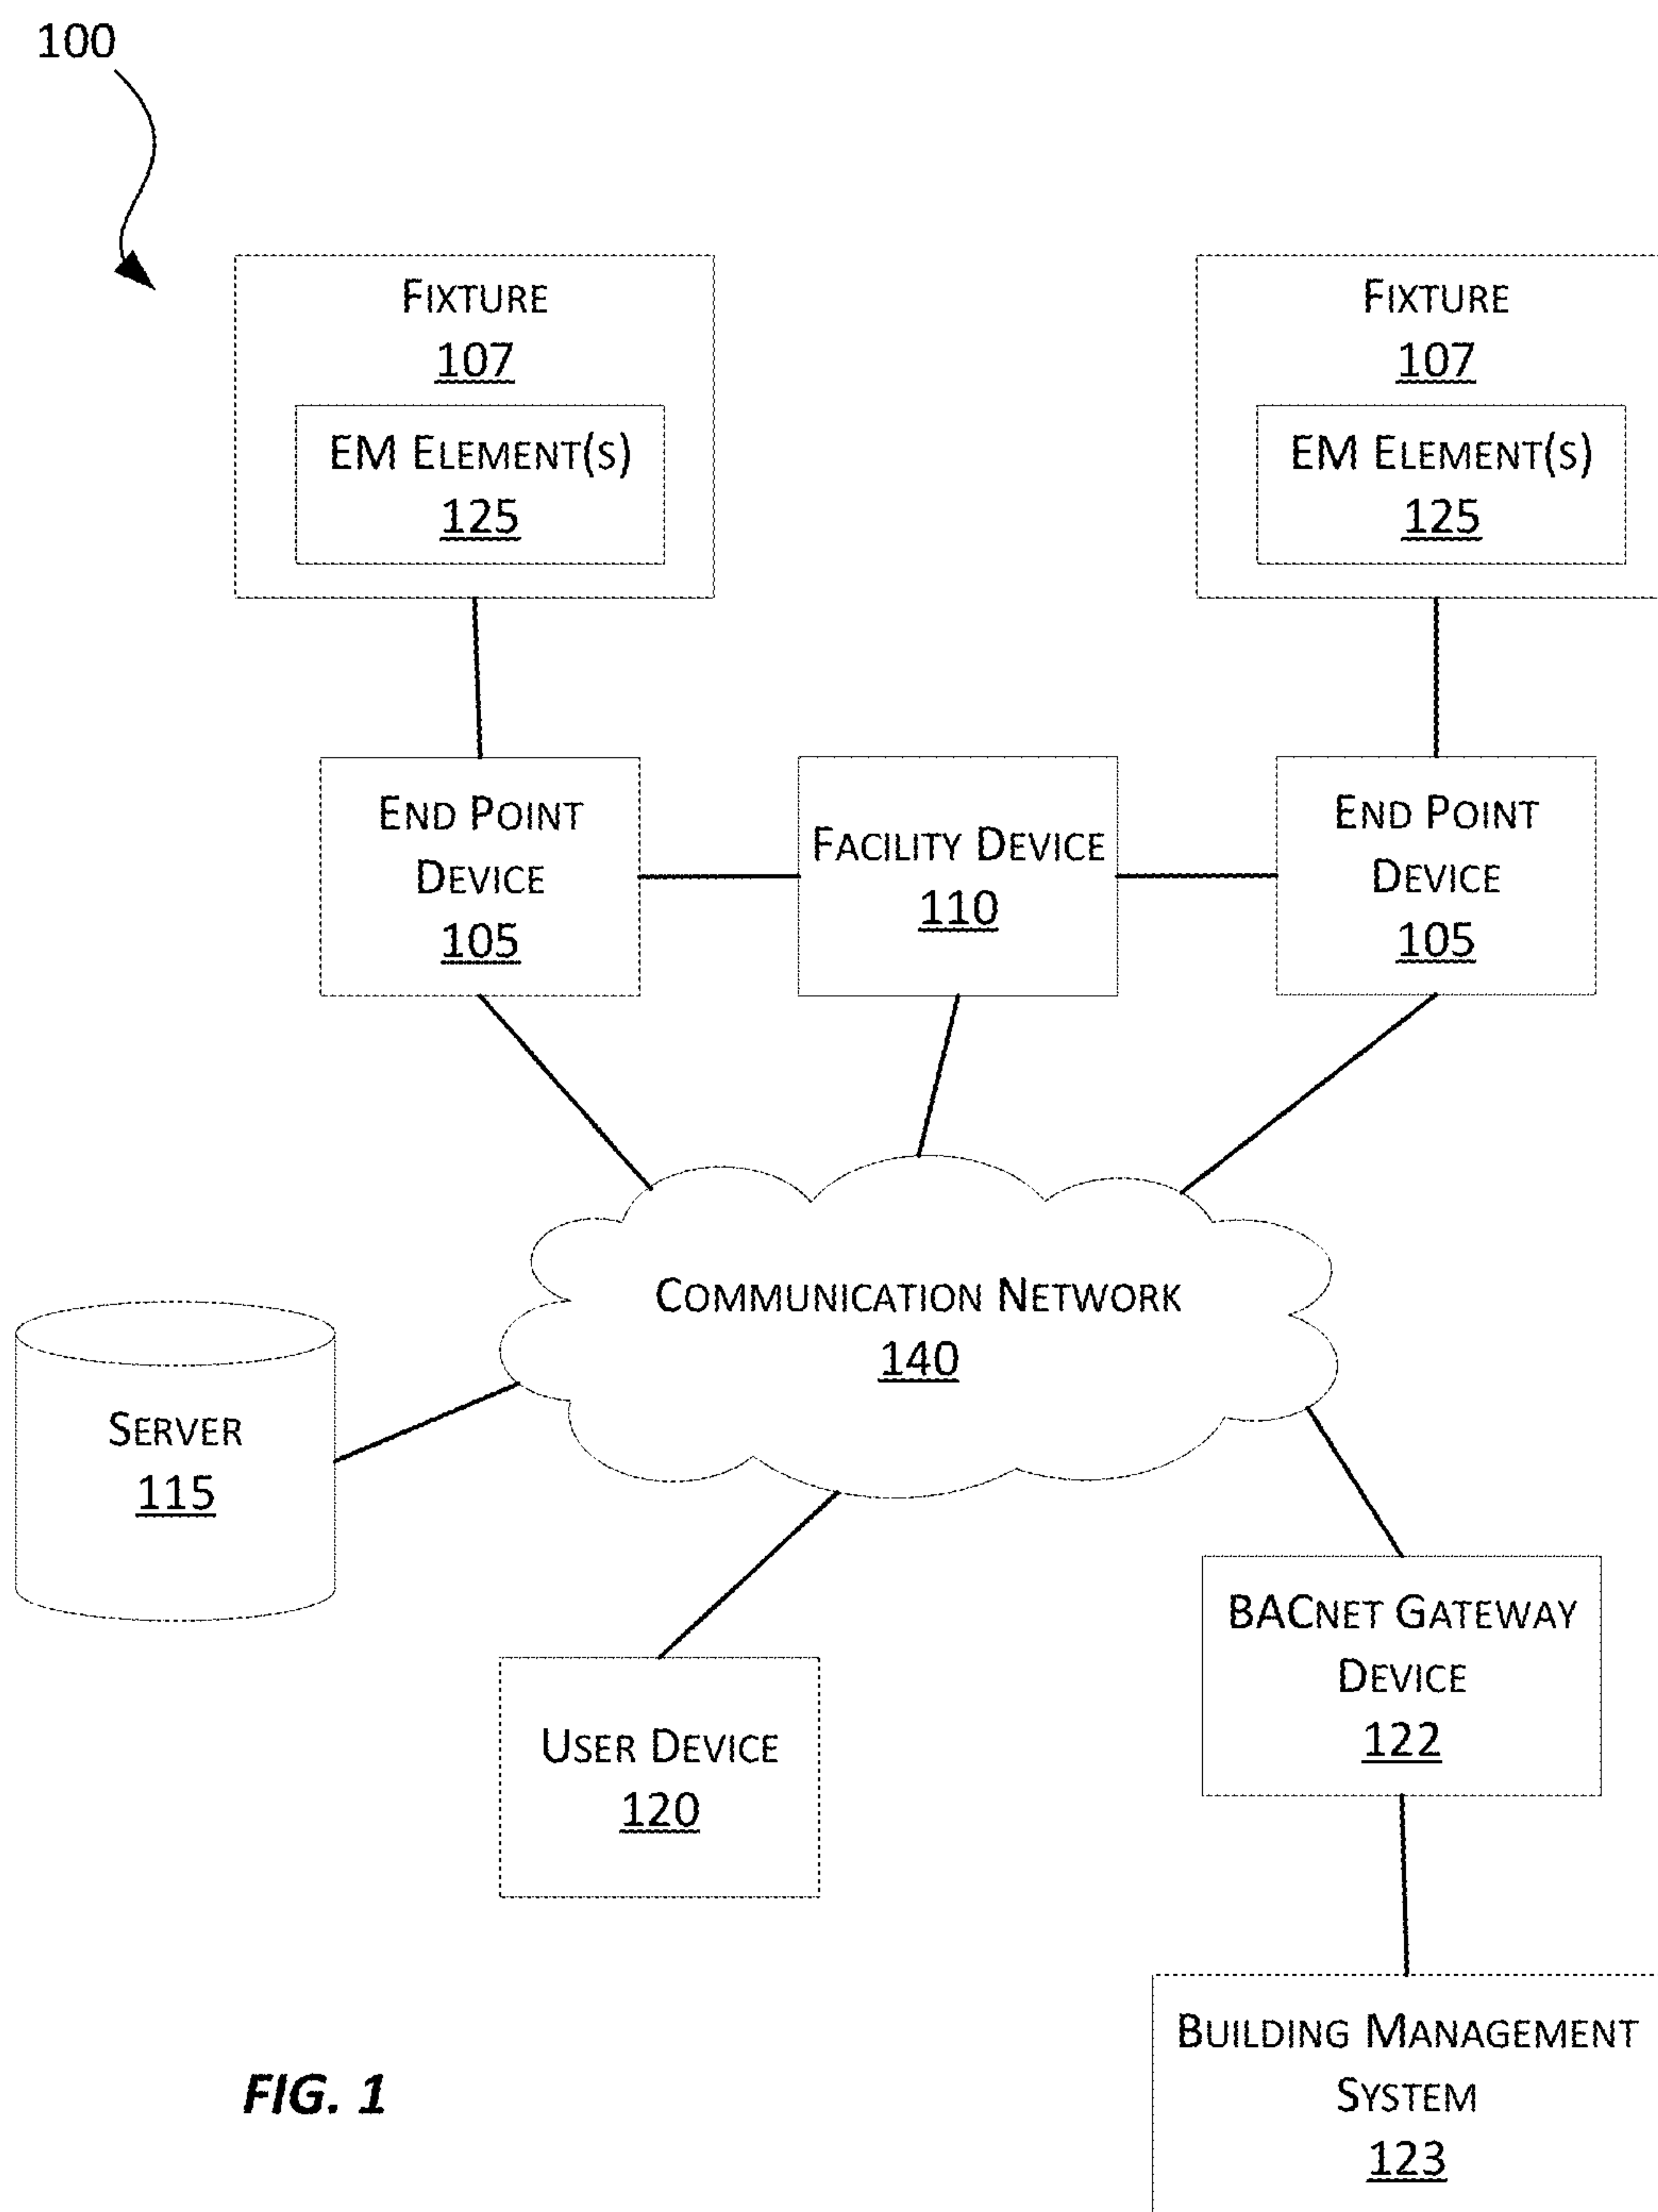 100
FIXTURE
107
EM ELEMENT(S)
125
FIXTURE
107
EM ELEMENT(S)
125
END POINT
DEVICE
105
FACILITY DEVICE
110
END POINT
DEVICE
105
COMMUNICATION NETWORK
140
SERVER
115
USER DEVICE
120
BACNET GATEWAY
DEVICE
122
BUILDING MANAGEMENT
SYSTEM
123
FIG. 1